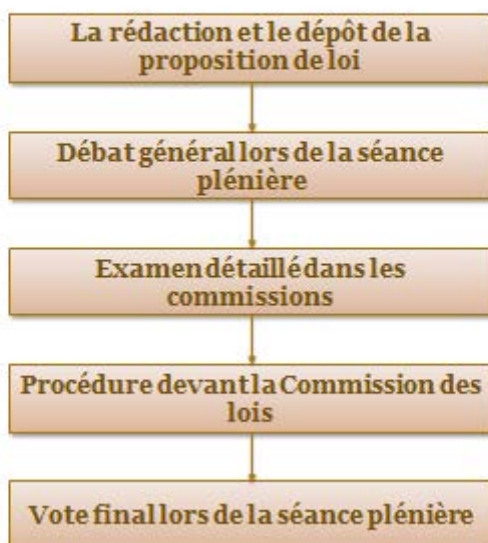 La rédaction et le dépôt de la
proposition de loi
Débat général lors de la séance
plénière
Examen détaillé dans les
commissions
Procédure devant la Commission des
lois
Vote final lors de la séance plénière